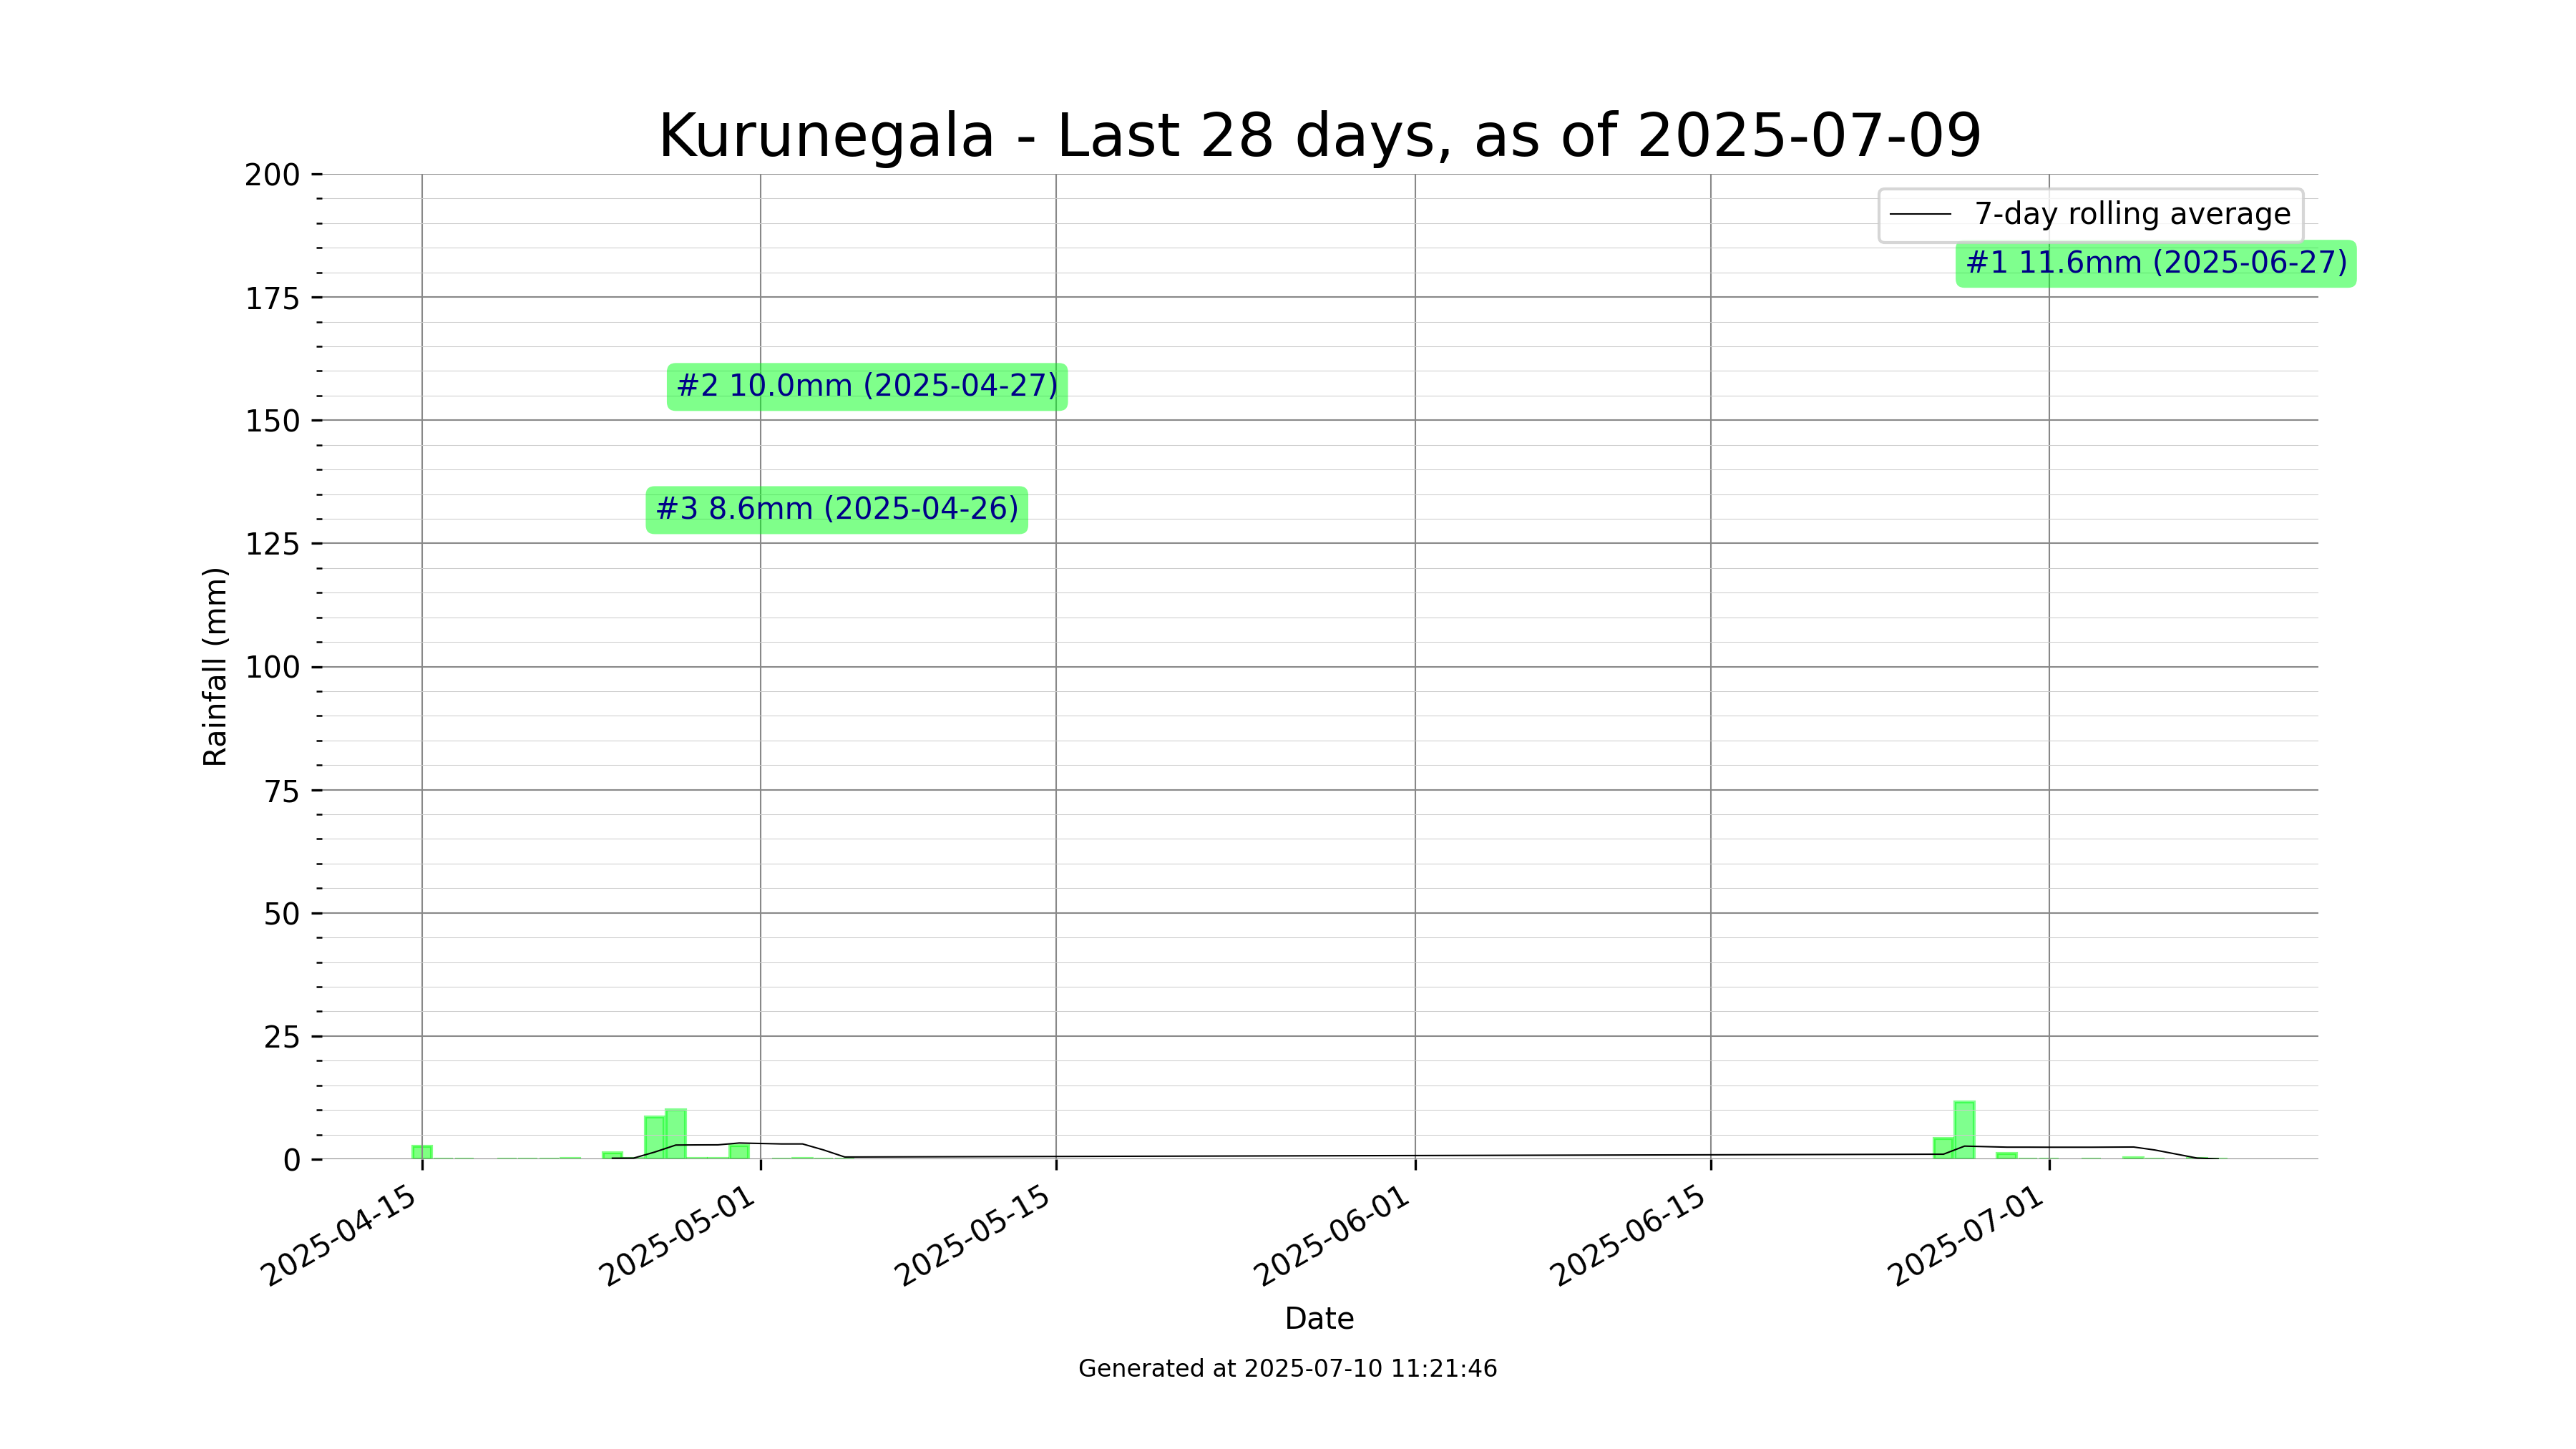 Kurunegala - Last 28 days, as of 2025-07-09
200
175
150
125
100
75
50
25
0
Rainfall (mm)
7-day rolling average
#1 11.6mm (2025-06-27)
#2 10.0mm (2025-04-27)
#3 8.6mm (2025-04-26)
2025-04-15
2025-05-01
2025-05-15
2025-06-01
2025-06-15
2025-07-01
Date
Generated at 2025-07-10 11:21:46